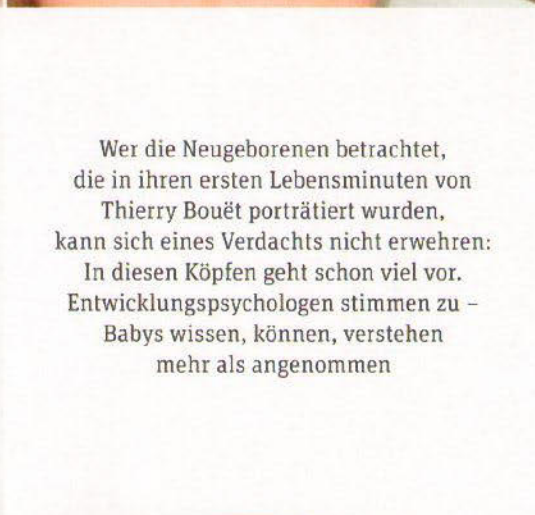 Wer die Neugeborenen betrachtet,
die in ihren ersten Lebensminuten von
Thierry Bouët porträtiert wurden,
kann sich eines Verdachts nicht erwehren:
In diesen Köpfen geht schon viel vor.
Entwicklungspsychologen stimmen zu –
Babys wissen, können, verstehen
mehr als angenommen